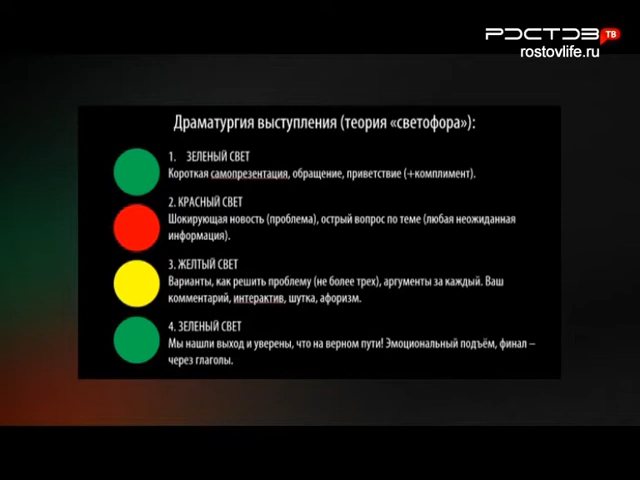 РОСТОВ ТВ
rostovlife.ru
Драматургия выступления (теория «светофора»):
1. ЗЕЛЕНЫЙ СВЕТ
Короткая самопрезентация, обращение, приветствие (+комплимент).
2. КРАСНЫЙ СВЕТ
Шокирующая новость (проблема), острый вопрос по теме (любая неожиданная
информация).
3. ЖЕЛТЫЙ СВЕТ
Варианты, как решить проблему (не более трех), аргументы за каждый. Ваш
комментарий, интерактив, шутка, афоризм.
4. ЗЕЛЕНЫЙ СВЕТ
Мы нашли выход и уверены, что на верном пути! Эмоциональный подъём, финал –
через глаголы.